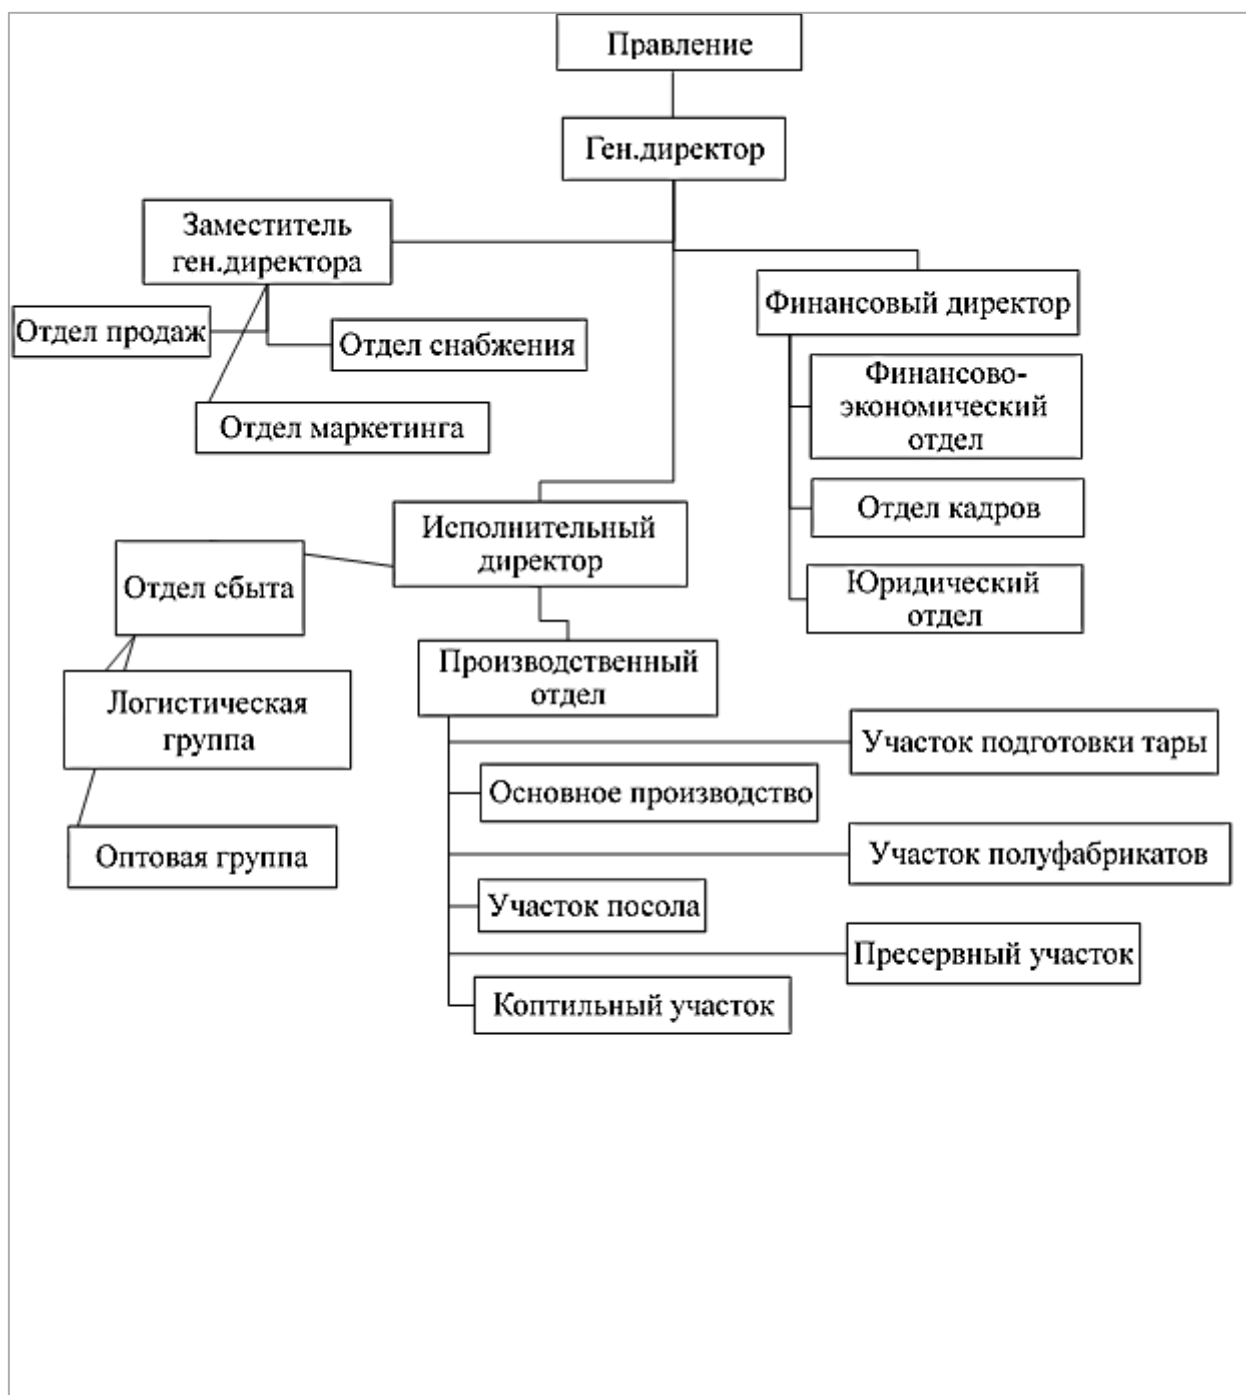 Правление
Ген.директор
Заместитель
ген.директора
Финансовый директор
Отдел продаж
Отдел снабжения
Отдел маркетинга
Финансово-
экономический
отдел
Отдел кадров
Юридический
отдел
Исполнительный
директор
Отдел сбыта
Логистическая
группа
Оптовая группа
Производственный
отдел
Участок подготовки тары
Основное производство
Участок полуфабрикатов
Участок посола
Пресервный участок
Коптильный участок